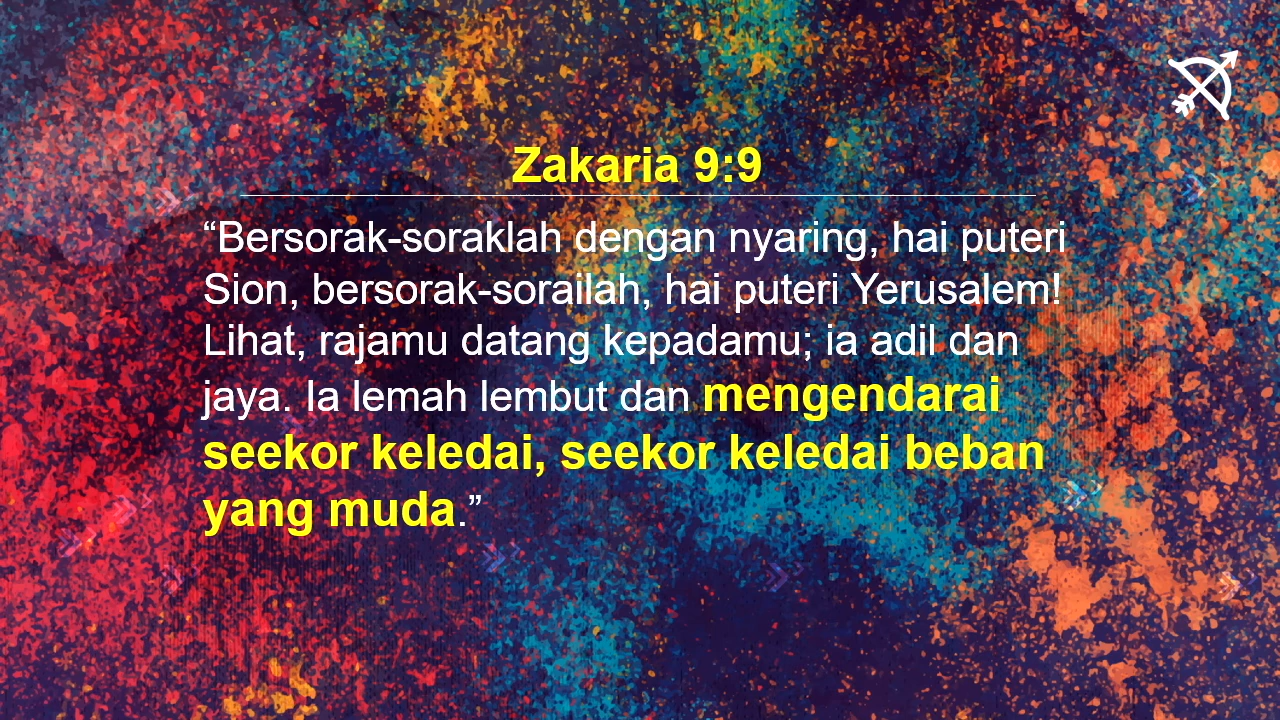 Zakaria 9:9
“Bersorak-soraklah dengan nyaring, hai puteri
Sion, bersorak-sorailah, hai puteri Yerusalem!
Lihat, rajamu datang kepadamu; ia adil dan
jaya. Ia lemah lembut dan mengendarai
seekor keledai, seekor keledai beban
yang muda.”